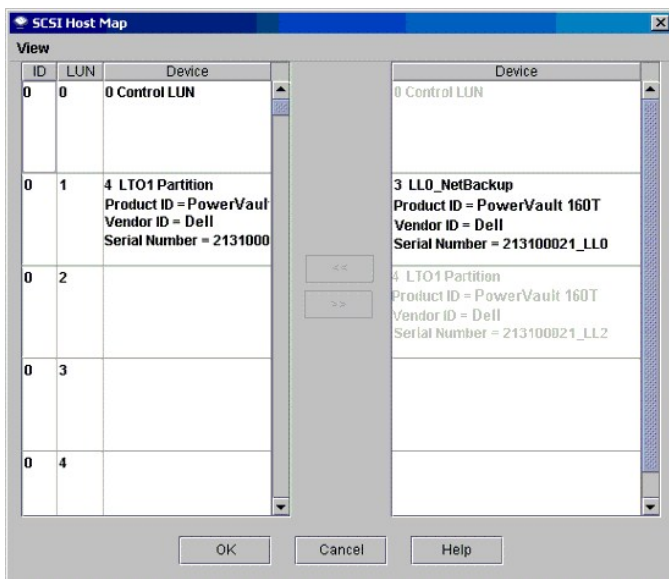 SCSI Host Map
View
ID LUN Device
0 0 0 Control LUN
0 1 4 LTO1 Partition
Product ID = PowerVaul
Vendor ID = Dell
Serial Number = 2131000
0 2
0 3
0 4
<<
>>
Device
0 Control LUN
3 LL0_NetBackup
Product ID = PowerVault 160T
Vendor ID = Dell
Serial Number = 213100021_LL0
4 LTO1 Partition
Product ID = PowerVault 160T
Vendor ID = Dell
Serial Number = 213100021_LL2
OK Cancel Help